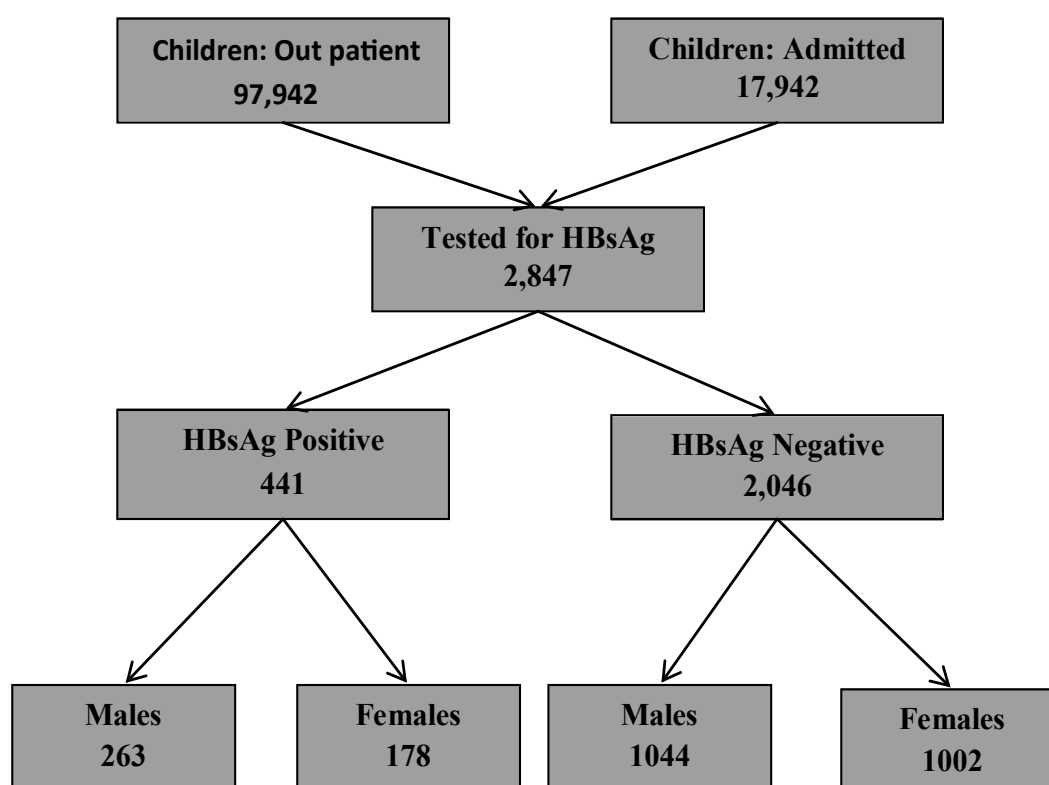 Children: Out patient
97,942
Children: Admitted
17,942
Tested for HBsAg
2,847
HBsAg Positive
441
HBsAg Negative
2,046
Males
263
Females
178
Males
1044
Females
1002